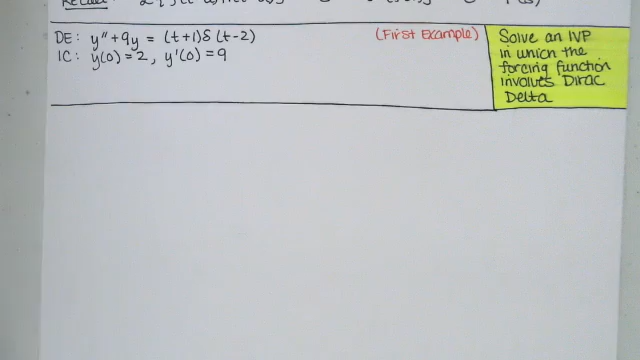 Recall:
DE: y" + 9y = (t+1) δ (t-2)
(First Example)
IC: y(0) = 2, y'(0) = 9
Solve an IVP
in which the
forcing function
involves Dirac
Delta